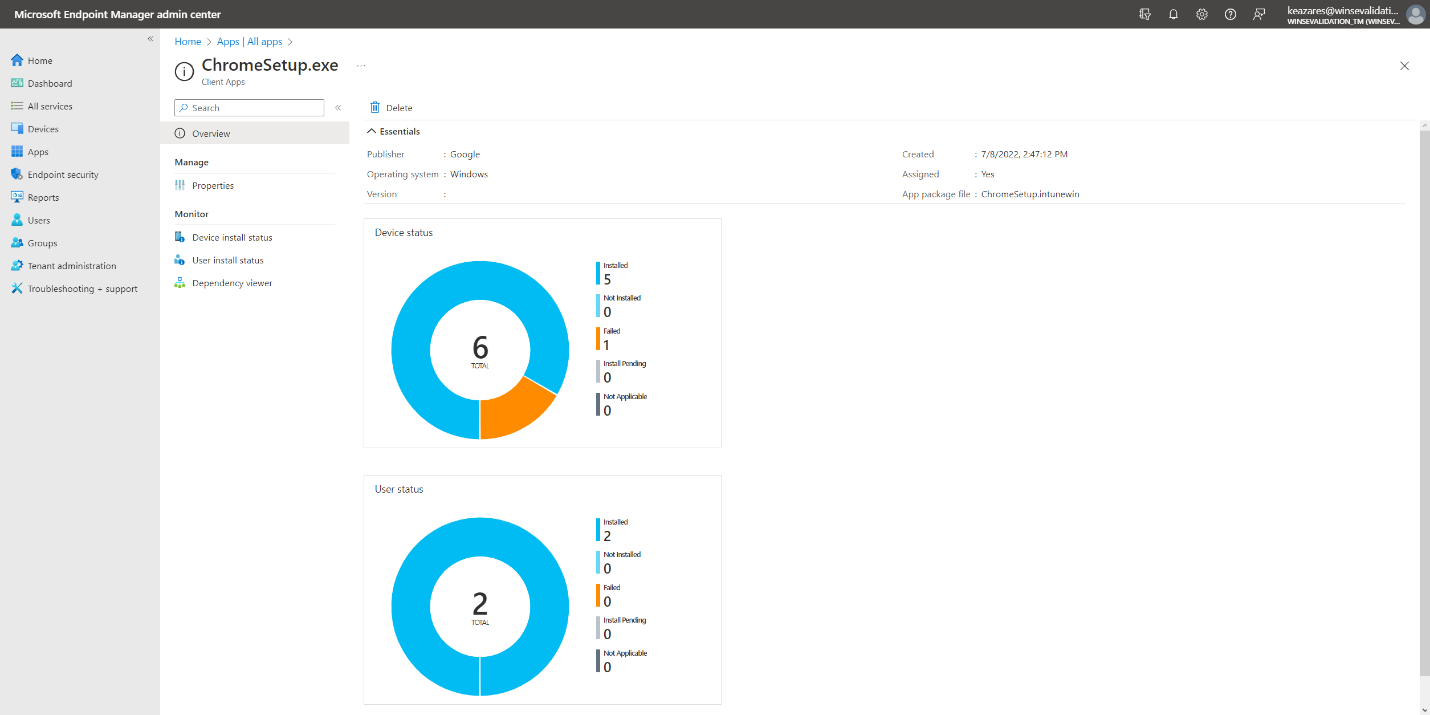 Microsoft Endpoint Manager admin center
keazares@winsevalidati...
WINSEVALIDATION_TM (WINSEV...
«
Home
Dashboard
All services
Devices
Apps
Endpoint security
Reports
Users
Groups
Tenant administration
Troubleshooting + support
Home > Apps | All apps >
ChromeSetup.exe ...
Client Apps
Search «
Overview
Manage
Properties
Monitor
Device install status
User install status
Dependency viewer
Delete
Essentials
Publisher : Google
Operating system : Windows
Version :
Created : 7/8/2022, 2:47:12 PM
Assigned : Yes
App package file : ChromeSetup.intunewin
Device status
6
TOTAL
Installed
5
Not Installed
0
Failed
1
Install Pending
0
Not Applicable
0
User status
2
TOTAL
Installed
2
Not Installed
0
Failed
0
Install Pending
0
Not Applicable
0